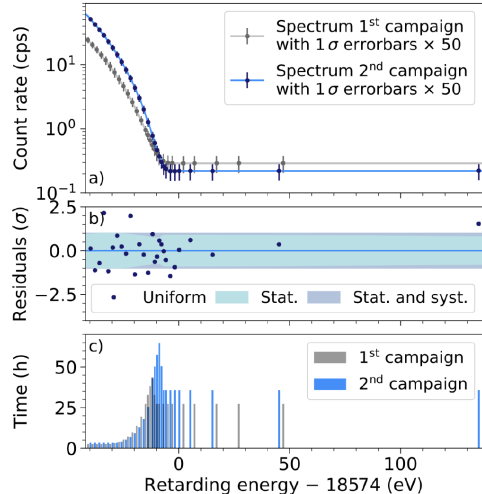 Count rate (cps)
10²
10¹
10⁰
10⁻¹
a)
Spectrum 1ˢᵗ campaign
with 1 σ errorbars × 50
Spectrum 2ⁿᵈ campaign
with 1 σ errorbars × 50
Residuals (σ)
2.5
0.0
−2.5
b)
Uniform
Stat.
Stat. and syst.
Time (h)
50
25
0
c)
1ˢᵗ campaign
2ⁿᵈ campaign
0
50
100
Retarding energy − 18574 (eV)